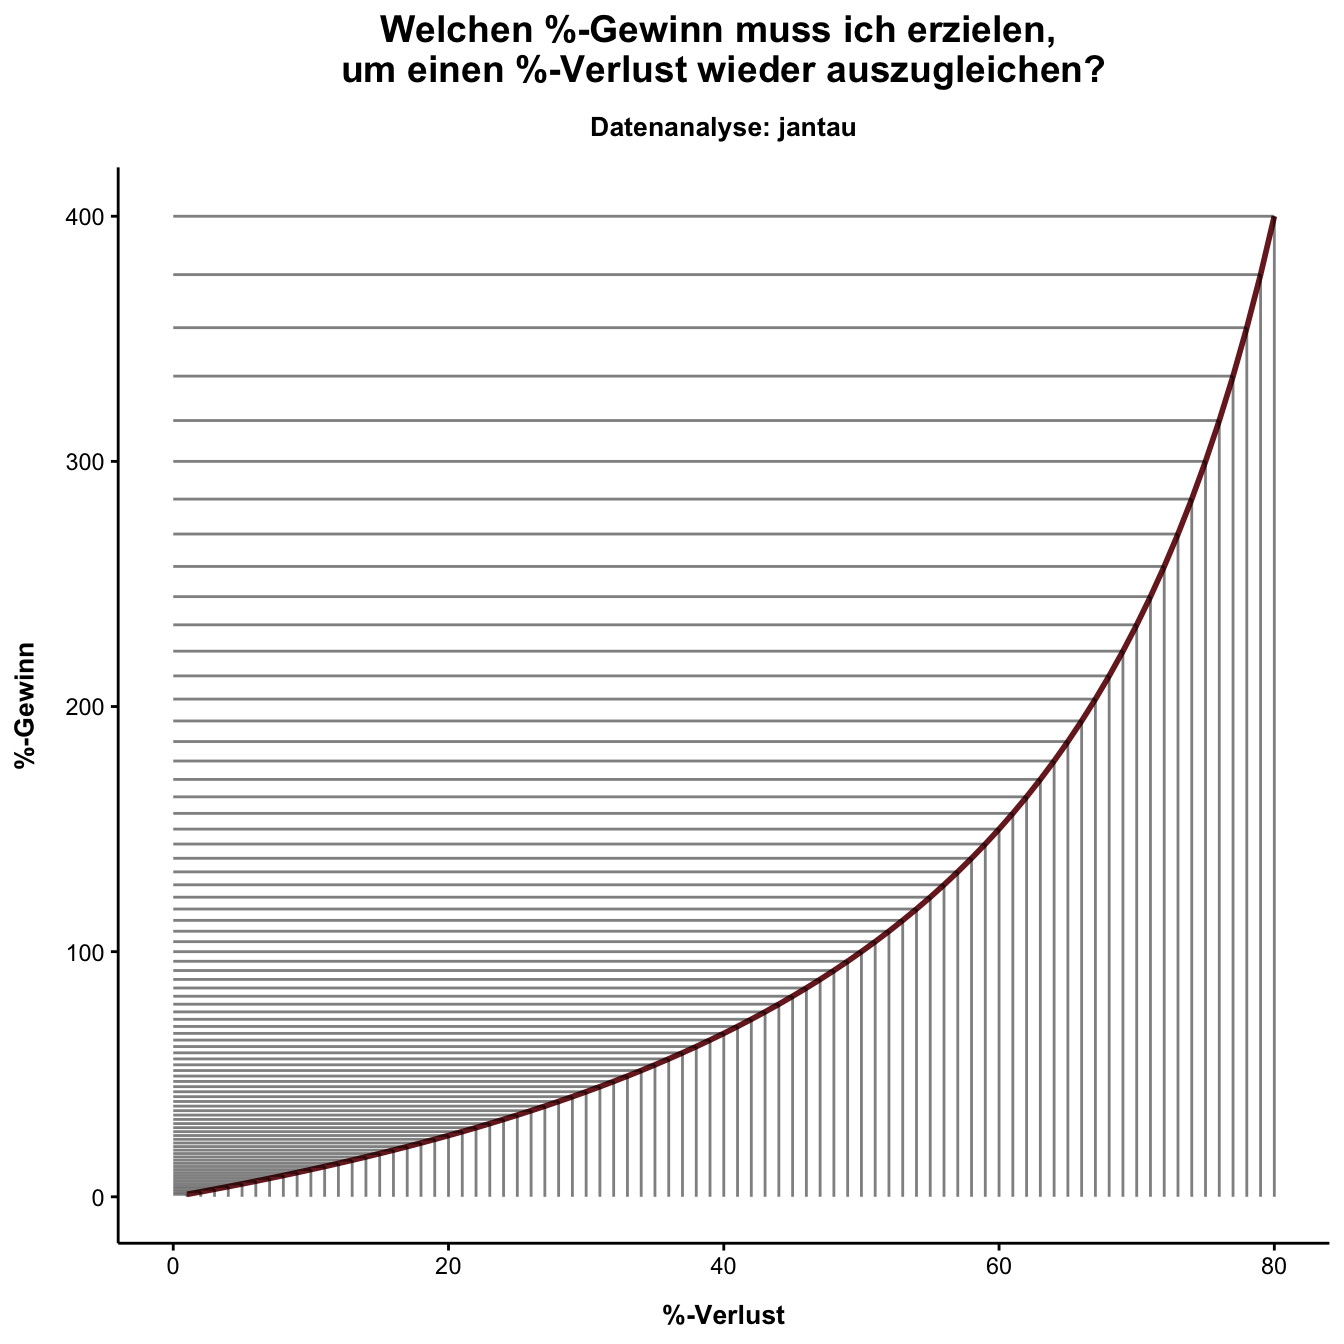 Welchen %-Gewinn muss ich erzielen,
um einen %-Verlust wieder auszugleichen?
Datenanalyse: jantau
400
300
200
100
0
%-Gewinn
0
20
40
60
80
%-Verlust